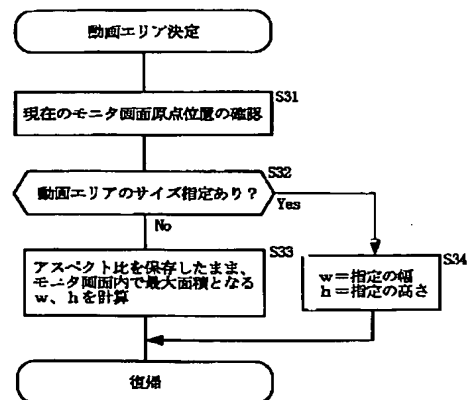 動画エリア決定
S31
現在のモニタ画面原点位置の確認
S32
動画エリアのサイズ指定あり?
Yes
No
S33
アスペクト比を保存したまま、
モニタ画面内で最大面積となる
w、hを計算
S34
w=指定の幅
h=指定の高さ
復帰